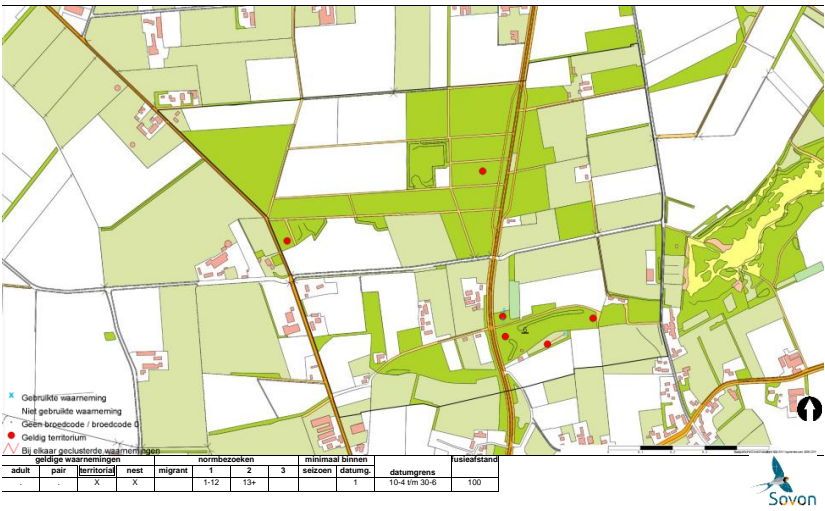 x Gebruikte waarneming
Niet gebruikte waarneming
Geen broedcode / broedcode 0
Geldig territorium
Bij elkaar geclusterde waarnemingen
geldige waarnemingen normbezoeken minimaal binnen fusieafstand
adult pair territorial nest migrant 1 2 3 seizoen datumg. datumgrens
. . X X 1-12 13+ 1 10-4 t/m 30-6 100
Sovon